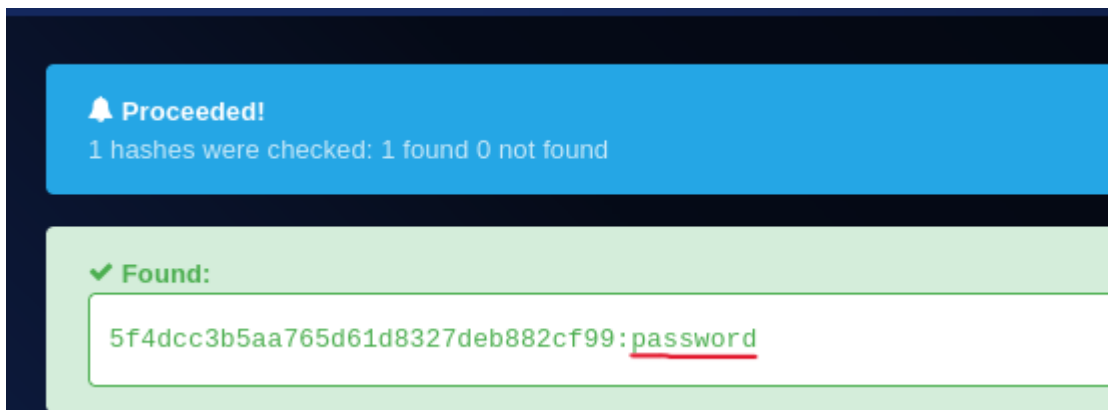 Proceeded!
1 hashes were checked: 1 found 0 not found
Found:
5f4dcc3b5aa765d61d8327deb882cf99:password